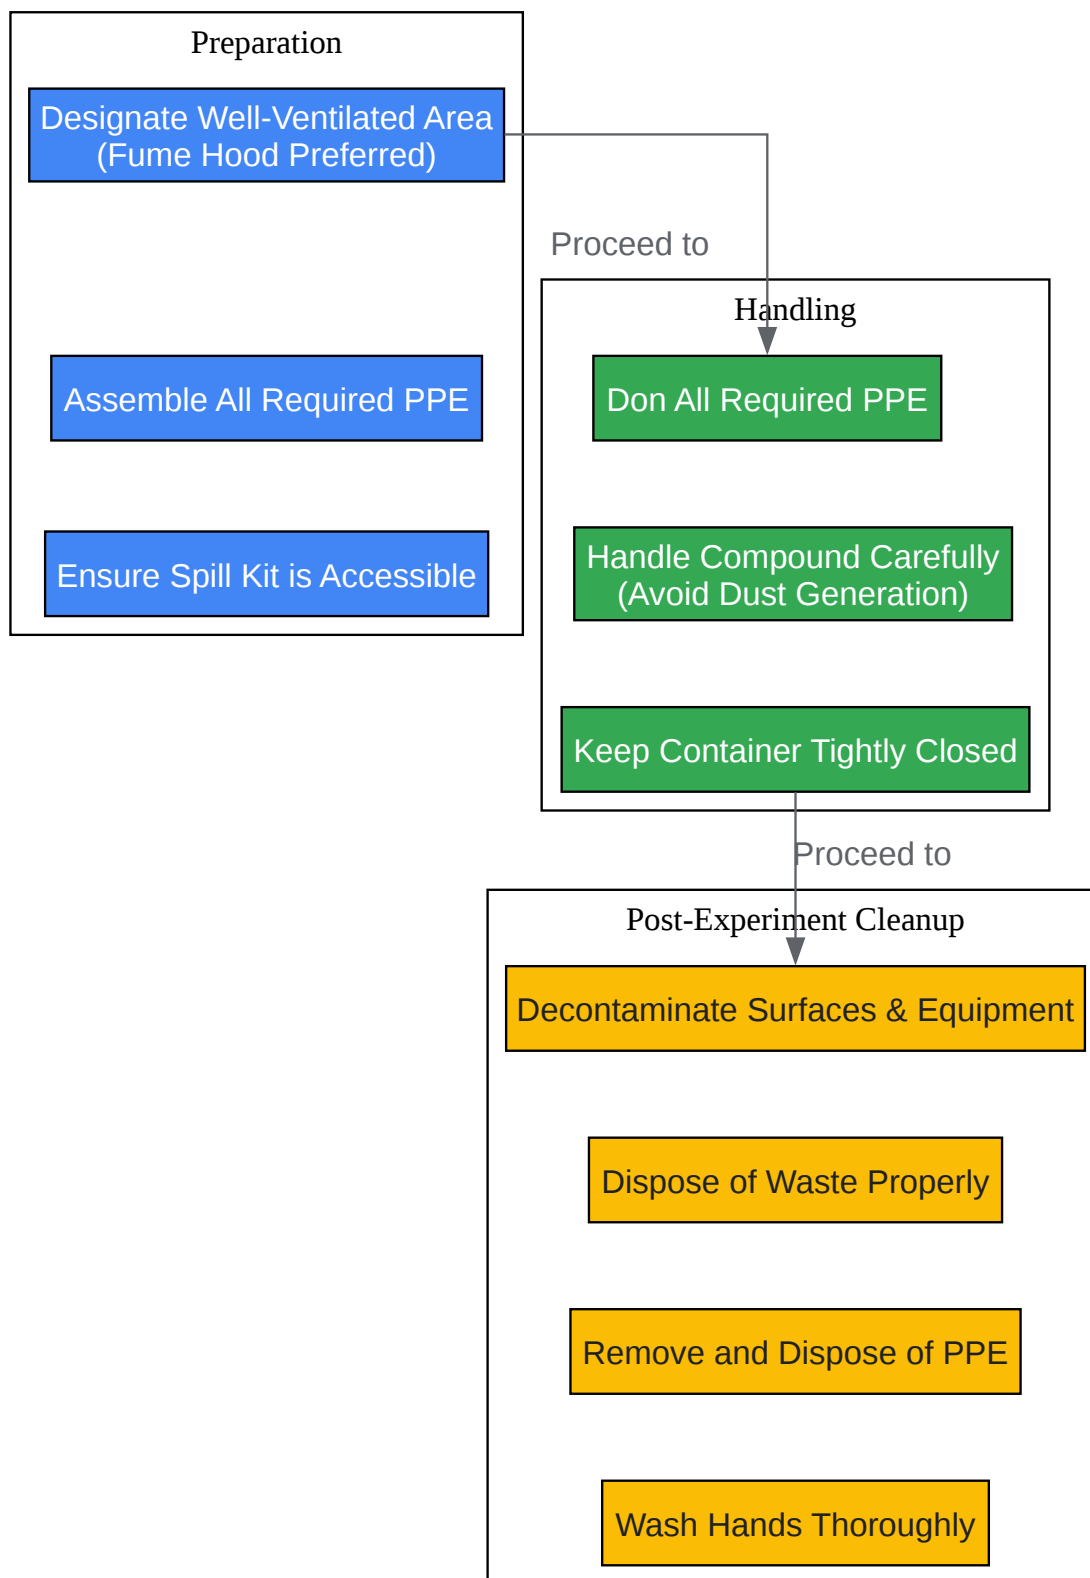 Preparation
Designate Well-Ventilated Area
(Fume Hood Preferred)
Assemble All Required PPE
Ensure Spill Kit is Accessible
Proceed to
Handling
Don All Required PPE
Handle Compound Carefully
(Avoid Dust Generation)
Keep Container Tightly Closed
Proceed to
Post-Experiment Cleanup
Decontaminate Surfaces & Equipment
Dispose of Waste Properly
Remove and Dispose of PPE
Wash Hands Thoroughly